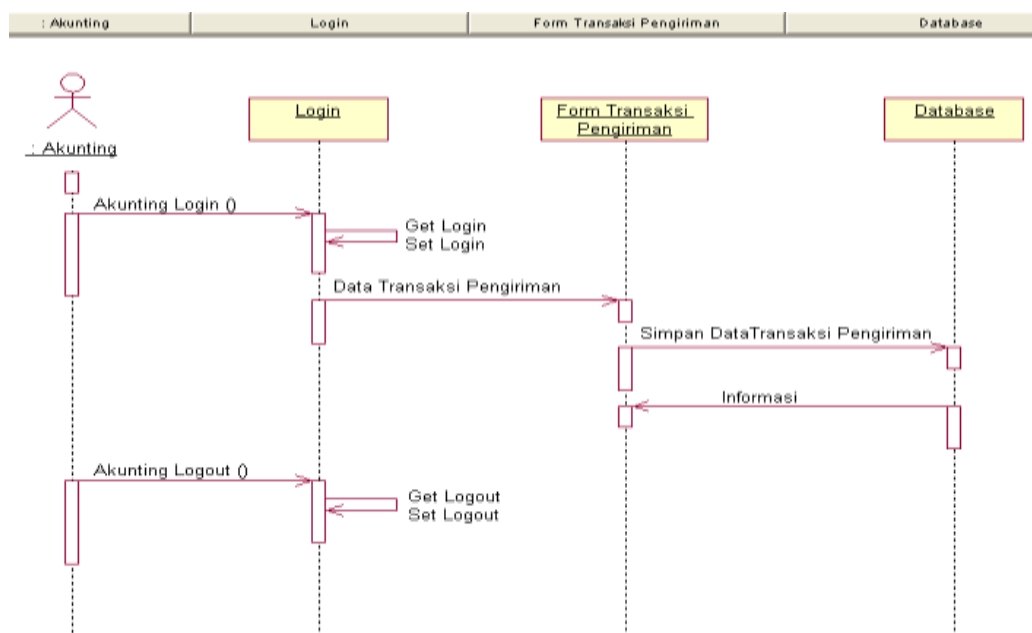 : Akunting
Login
Form Transaksi Pengiriman
Database
Login
Form Transaksi
Pengiriman
Database
: Akunting
Akunting Login ()
Get Login
Set Login
Data Transaksi Pengiriman
Simpan DataTransaksi Pengiriman
Informasi
Akunting Logout ()
Get Logout
Set Logout